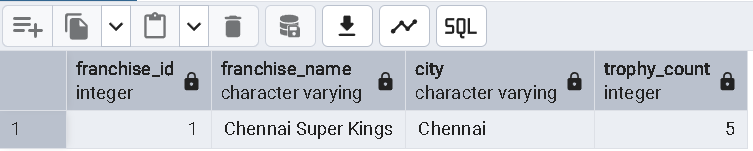 SQL
franchise_id franchise_name city trophy_count
integer character varying character varying integer
1 1 Chennai Super Kings Chennai 5